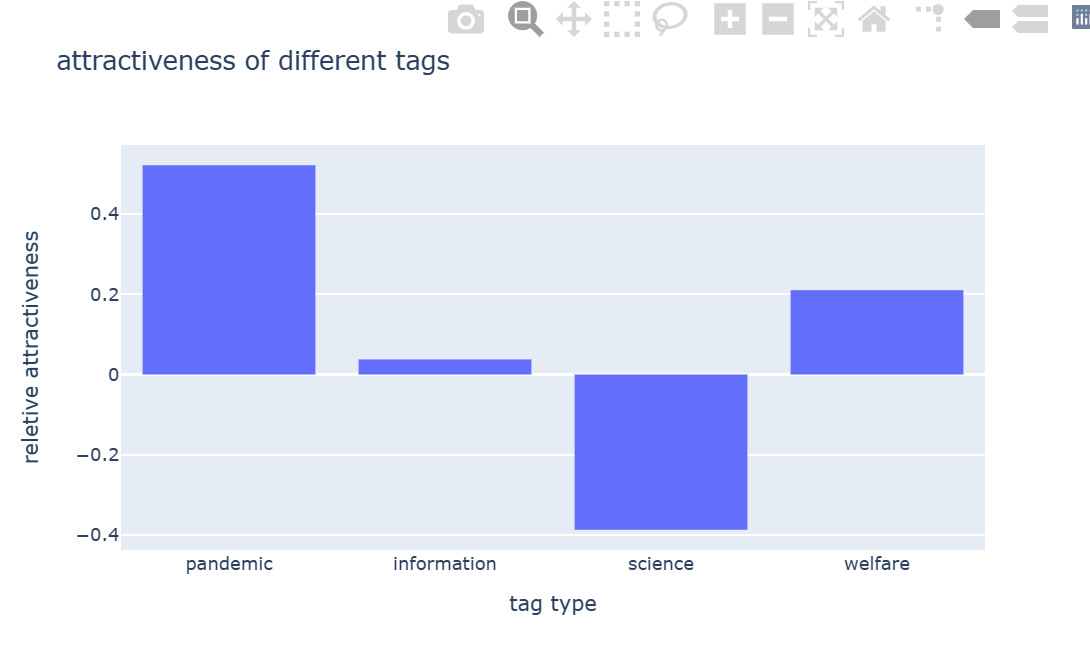 attractiveness of different tags
reletive attractiveness
0.4
0.2
0
−0.2
−0.4
pandemic information science welfare
tag type